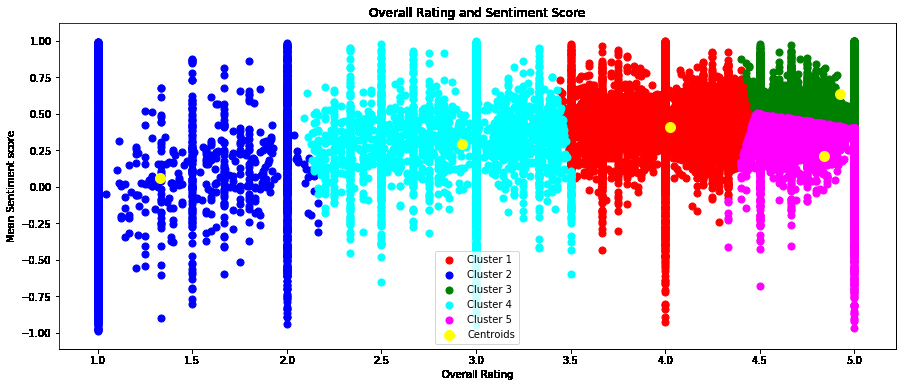 Overall Rating and Sentiment Score
Mean Sentiment score
1.00
0.75
0.50
0.25
0.00
−0.25
−0.50
−0.75
−1.00
Cluster 1
Cluster 2
Cluster 3
Cluster 4
Cluster 5
Centroids
1.0 1.5 2.0 2.5 3.0 3.5 4.0 4.5 5.0
Overall Rating